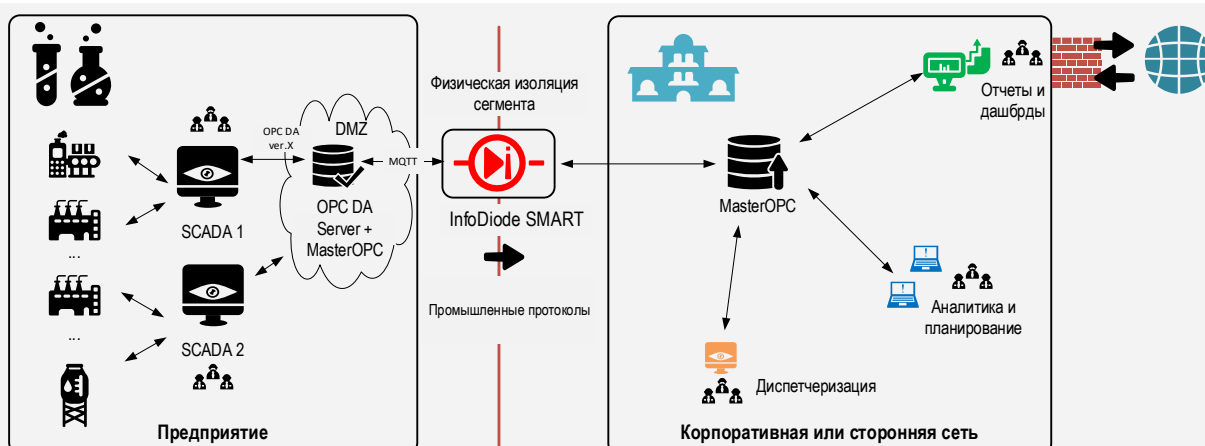 Физическая изоляция
сегмента
OPC DA
ver.X
DMZ
MQTT
SCADA 1
OPC DA
Server +
MasterOPC
InfoDiode SMART
MasterOPC
Отчеты и
дашбрды
...
SCADA 2
...
Промышленные протоколы
Аналитика и
планирование
Диспетчеризация
Предприятие
Корпоративная или сторонняя сеть